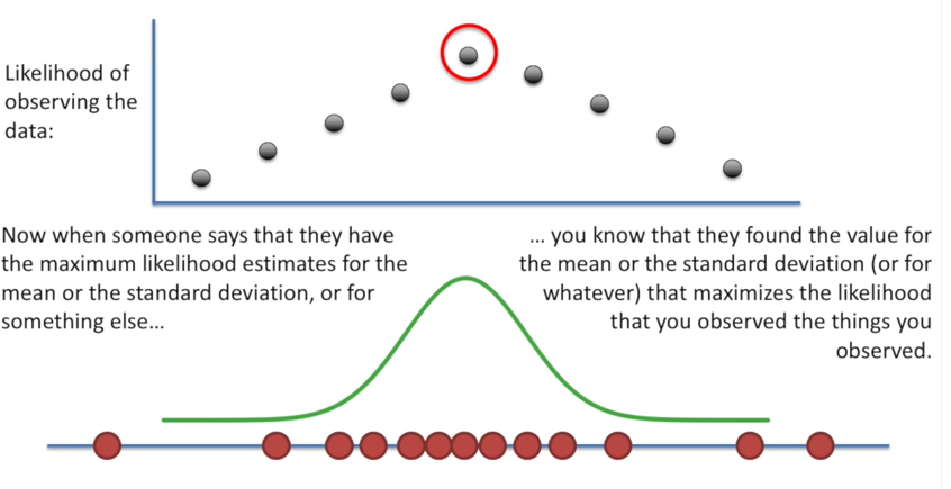 Likelihood of
observing the
data:
Now when someone says that they have
the maximum likelihood estimates for the
mean or the standard deviation, or for
something else...
... you know that they found the value for
the mean or the standard deviation (or for
whatever) that maximizes the likelihood
that you observed the things you
observed.